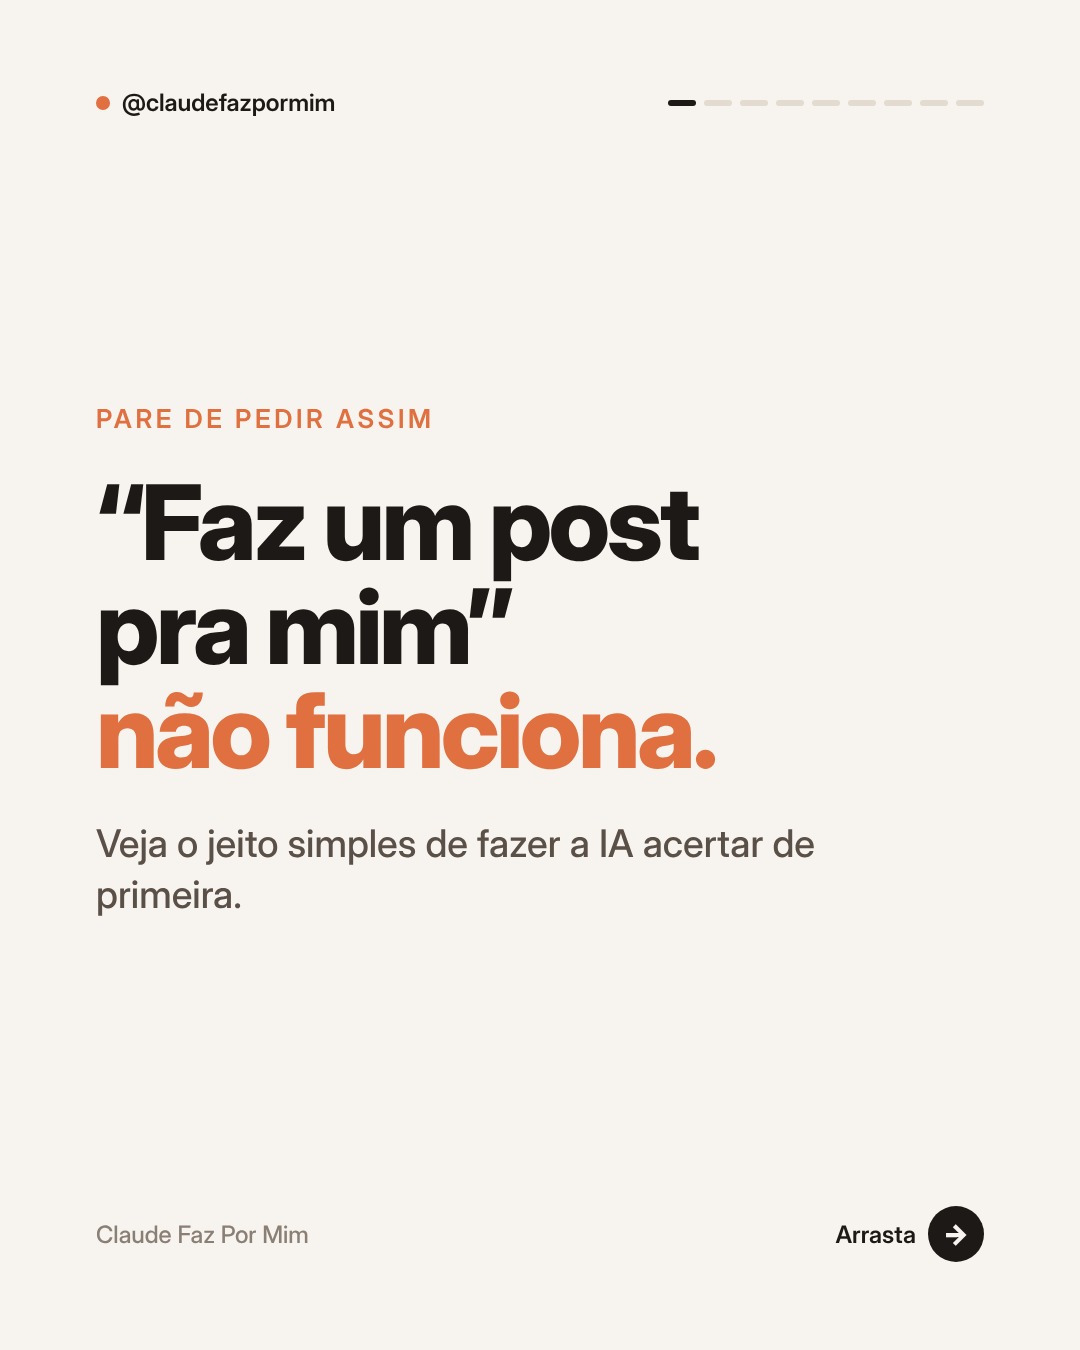 @claudefazpormim
PARE DE PEDIR ASSIM
“Faz um post
pra mim”
não funciona.
Veja o jeito simples de fazer a IA acertar de
primeira.
Claude Faz Por Mim
Arrasta